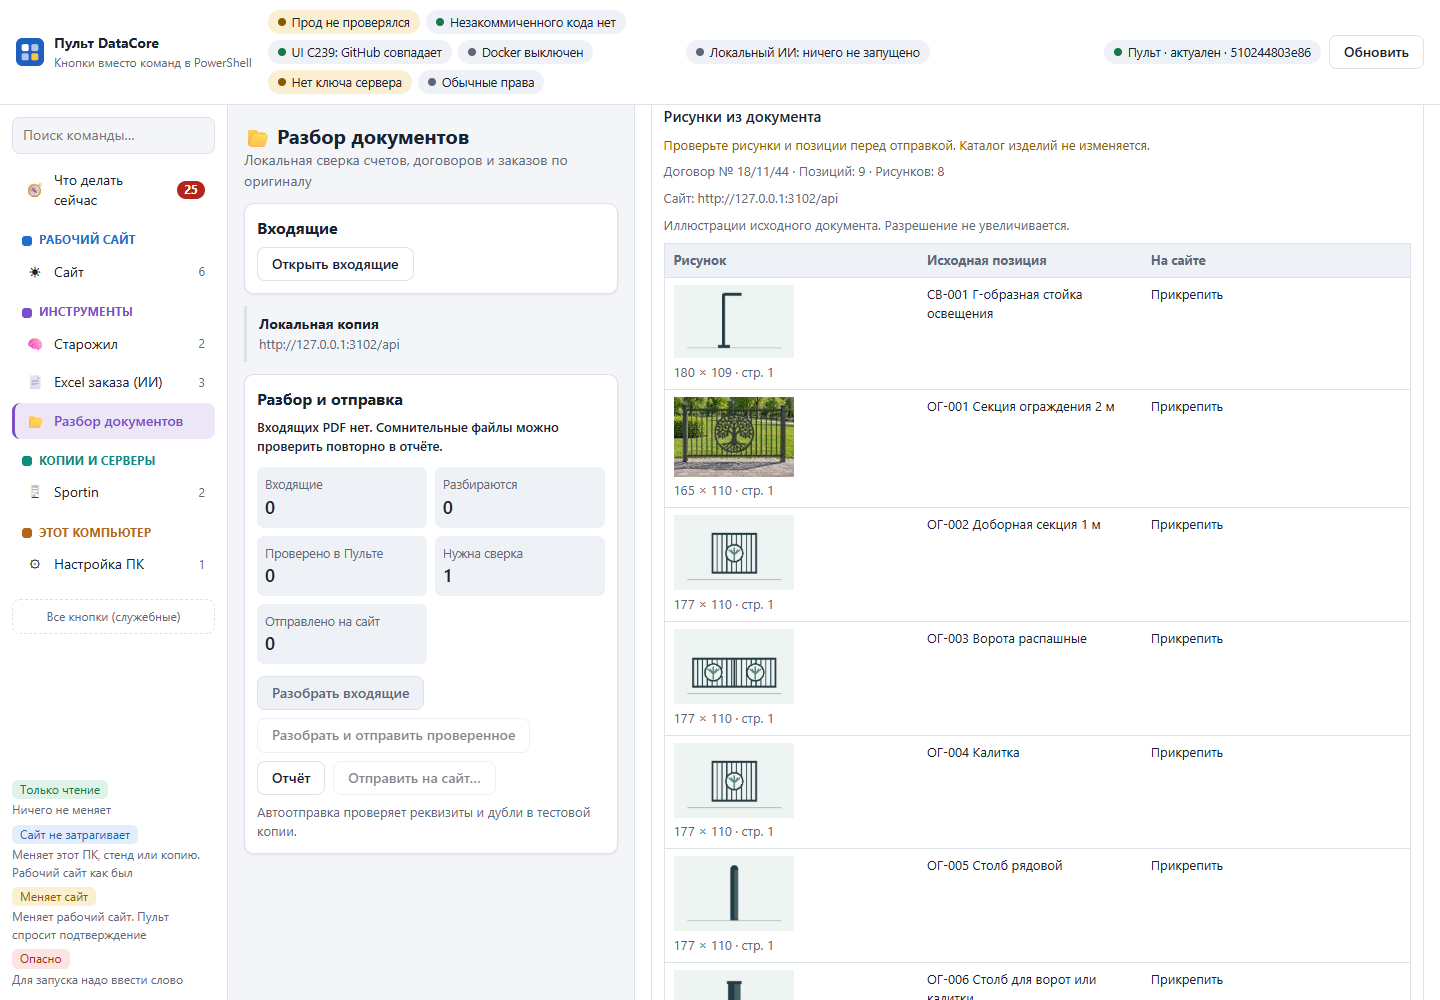 Пульт DataCore
Кнопки вместо команд в PowerShell
Прод не проверялся
Незакоммиченного кода нет
UI C239: GitHub совпадает
Docker выключен
Нет ключа сервера
Обычные права
Локальный ИИ: ничего не запущено
Пульт · актуален · 510244803e86
Обновить
Поиск команды...
Что делать
сейчас
25
РАБОЧИЙ САЙТ
Сайт 6
ИНСТРУМЕНТЫ
Старожил 2
Excel заказа (ИИ) 3
Разбор документов
КОПИИ И СЕРВЕРЫ
Sportin 2
ЭТОТ КОМПЬЮТЕР
Настройка ПК 1
Все кнопки (служебные)
Только чтение
Ничего не меняет
Сайт не затрагивает
Меняет этот ПК, стенд или копию.
Рабочий сайт как был
Меняет сайт
Меняет рабочий сайт. Пульт
спросит подтверждение
Опасно
Для запуска надо ввести слово
Разбор документов
Локальная сверка счетов, договоров и заказов по
оригиналу
Входящие
Открыть входящие
Локальная копия
http://127.0.0.1:3102/api
Разбор и отправка
Входящих PDF нет. Сомнительные файлы можно
проверить повторно в отчёте.
Входящие
0
Разбираются
0
Проверено в Пульте
0
Нужна сверка
1
Отправлено на сайт
0
Разобрать входящие
Разобрать и отправить проверенное
Отчёт
Отправить на сайт...
Автоотправка проверяет реквизиты и дубли в тестовой
копии.
Рисунки из документа
Проверьте рисунки и позиции перед отправкой. Каталог изделий не изменяется.
Договор № 18/11/44 · Позиций: 9 · Рисунков: 8
Сайт: http://127.0.0.1:3102/api
Иллюстрации исходного документа. Разрешение не увеличивается.
Рисунок Исходная позиция На сайте
СВ-001 Г-образная стойка
освещения
Прикрепить
180 × 109 · стр. 1
ОГ-001 Секция ограждения 2 м Прикрепить
165 × 110 · стр. 1
ОГ-002 Доборная секция 1 м Прикрепить
177 × 110 · стр. 1
ОГ-003 Ворота распашные Прикрепить
177 × 110 · стр. 1
ОГ-004 Калитка Прикрепить
177 × 110 · стр. 1
ОГ-005 Столб рядовой Прикрепить
177 × 110 · стр. 1
ОГ-006 Столб для ворот или
калитки
Прикрепить